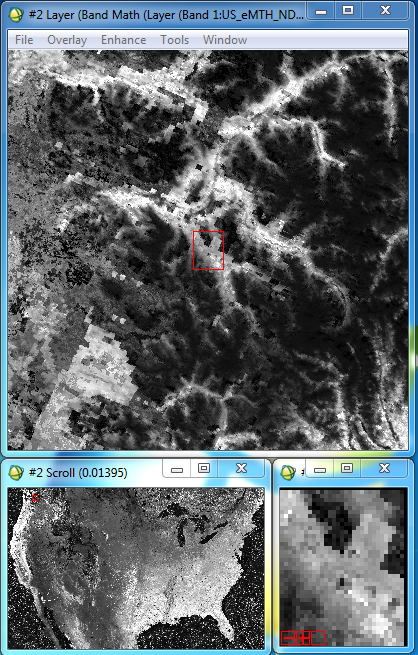 #2 Layer (Band Math (Layer (Band 1:US_eMTH_ND...
File Overlay Enhance Tools Window
#2 Scroll (0.01395)
#